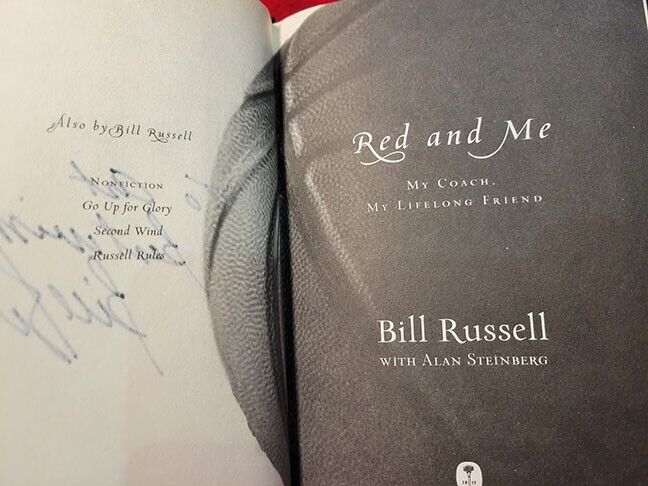 Also by Bill Russell
Nonfiction
Go Up for Glory
Second Wind
Russell Rules
Red and Me
My Coach,
My Lifelong Friend
Bill Russell
with Alan Steinberg